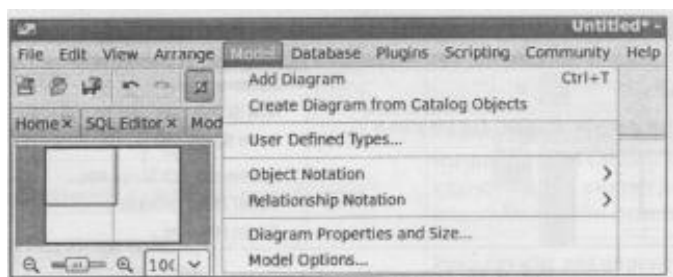 Untitled* -
File Edit View Arrange Model Database Plugins Scripting Community Help
Add Diagram Ctrl+T
Create Diagram from Catalog Objects
Home × SQL Editor × Mod
User Defined Types...
Object Notation >
Relationship Notation >
Diagram Properties and Size...
10(
Model Options...